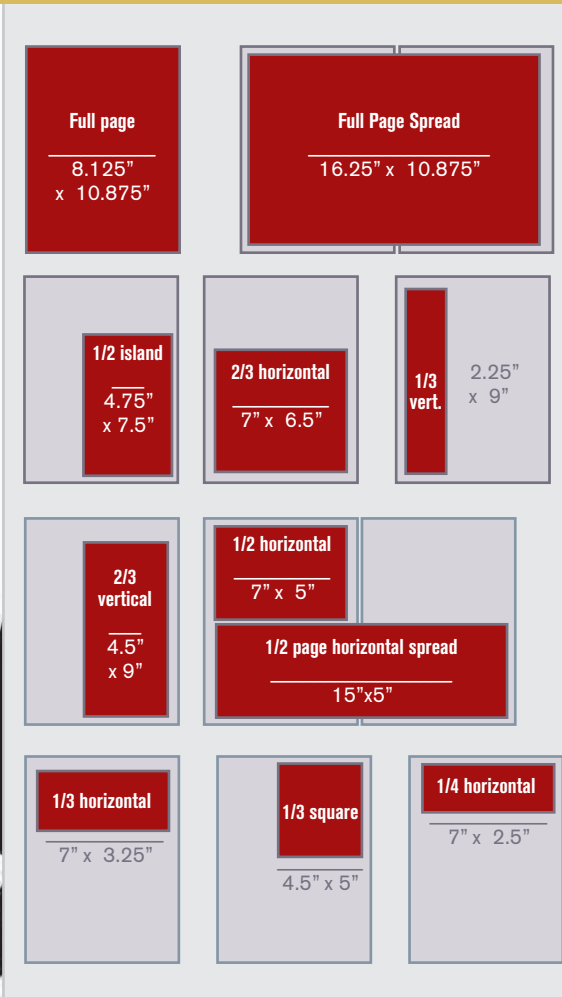 Full page
8.125”
x 10.875”
Full Page Spread
16.25” x 10.875”
1/2 island
4.75”
x 7.5”
2/3 horizontal
7” x 6.5”
1/3
vert.
2.25”
x 9”
2/3
vertical
4.5”
x 9”
1/2 horizontal
7” x 5”
1/2 page horizontal spread
15”x5”
1/3 horizontal
7” x 3.25”
1/3 square
4.5” x 5”
1/4 horizontal
7” x 2.5”